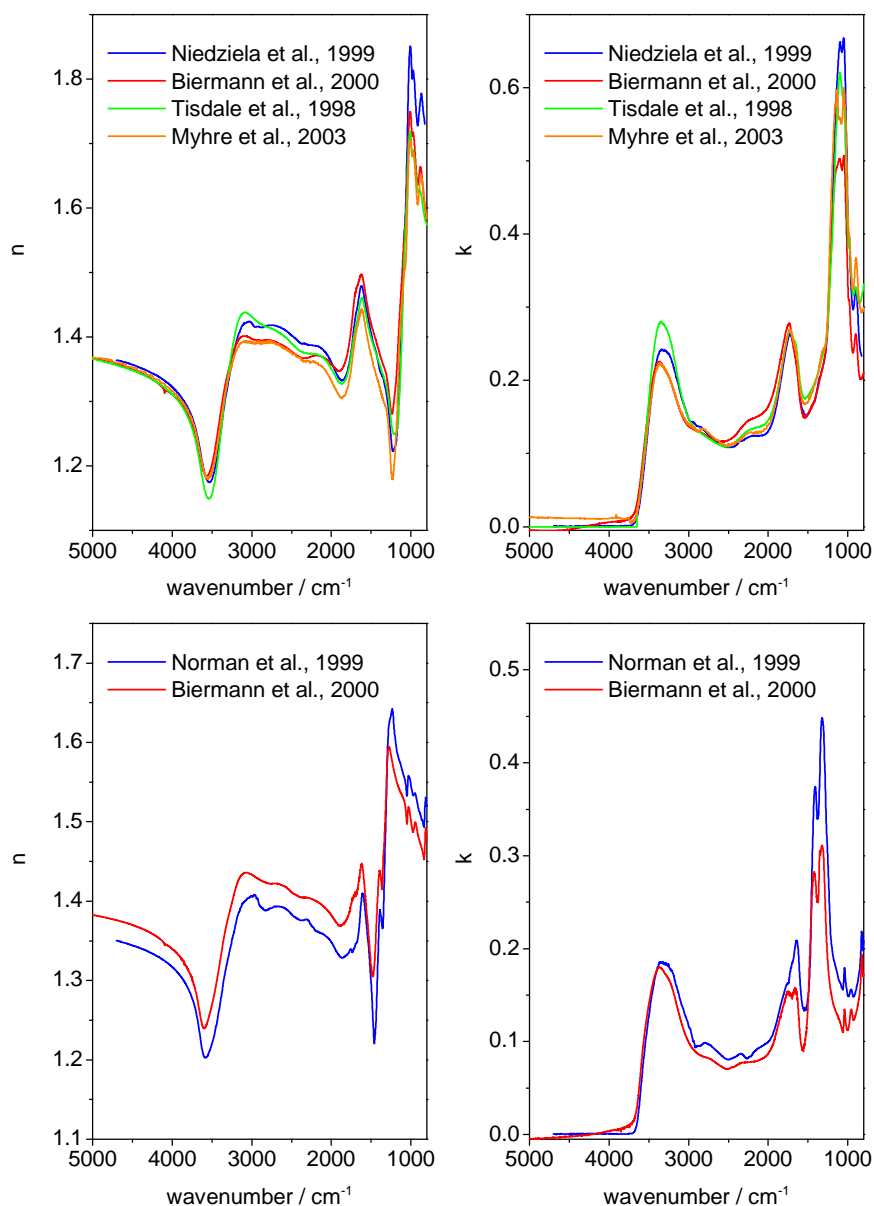 Niedziela et al., 1999
Biermann et al., 2000
Tisdale et al., 1998
Myhre et al., 2003
1.8
1.6
1.4
1.2
n
5000 4000 3000 2000 1000
wavenumber / cm⁻¹
Niedziela et al., 1999
Biermann et al., 2000
Tisdale et al., 1998
Myhre et al., 2003
0.6
0.4
0.2
0.0
k
5000 4000 3000 2000 1000
wavenumber / cm⁻¹
Norman et al., 1999
Biermann et al., 2000
1.7
1.6
1.5
1.4
1.3
1.2
1.1
n
5000 4000 3000 2000 1000
wavenumber / cm⁻¹
Norman et al., 1999
Biermann et al., 2000
0.5
0.4
0.3
0.2
0.1
0.0
k
5000 4000 3000 2000 1000
wavenumber / cm⁻¹